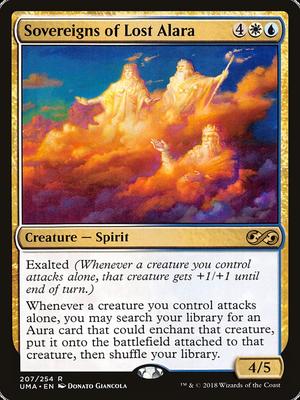 Sovereigns of Lost Alara 4
Creature — Spirit
Exalted (Whenever a creature you control
attacks alone, that creature gets +1/+1 until
end of turn.)
Whenever a creature you control
attacks alone, you may search your library for
an Aura card that could enchant that creature,
put it onto the battlefield attached to that
creature, then shuffle your library.
4/5
207/254 R
UMA • EN Donato Giancola
™ & © 2018 Wizards of the Coast